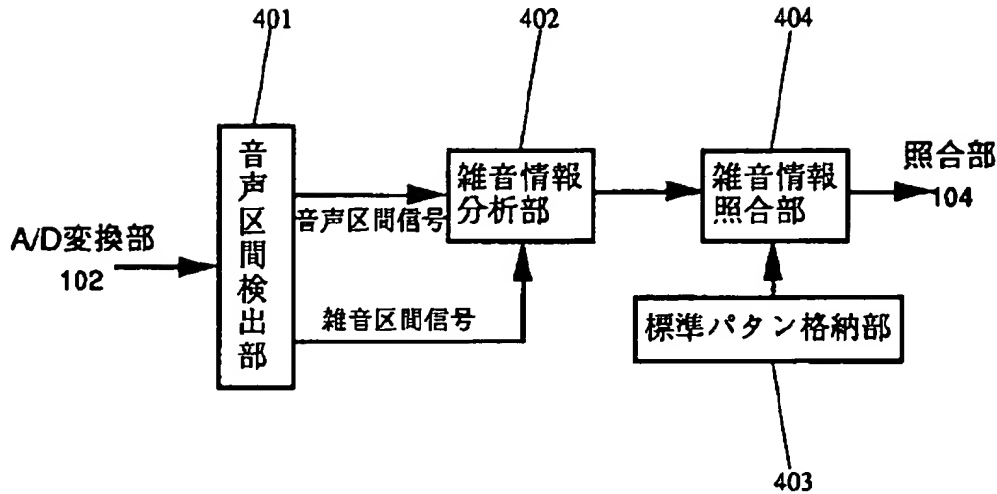 401
402
404
音声区間検出部
雑音情報
分析部
雑音情報
照合部
照合部
104
音声区間信号
A/D変換部
102
雑音区間信号
標準パタン格納部
403